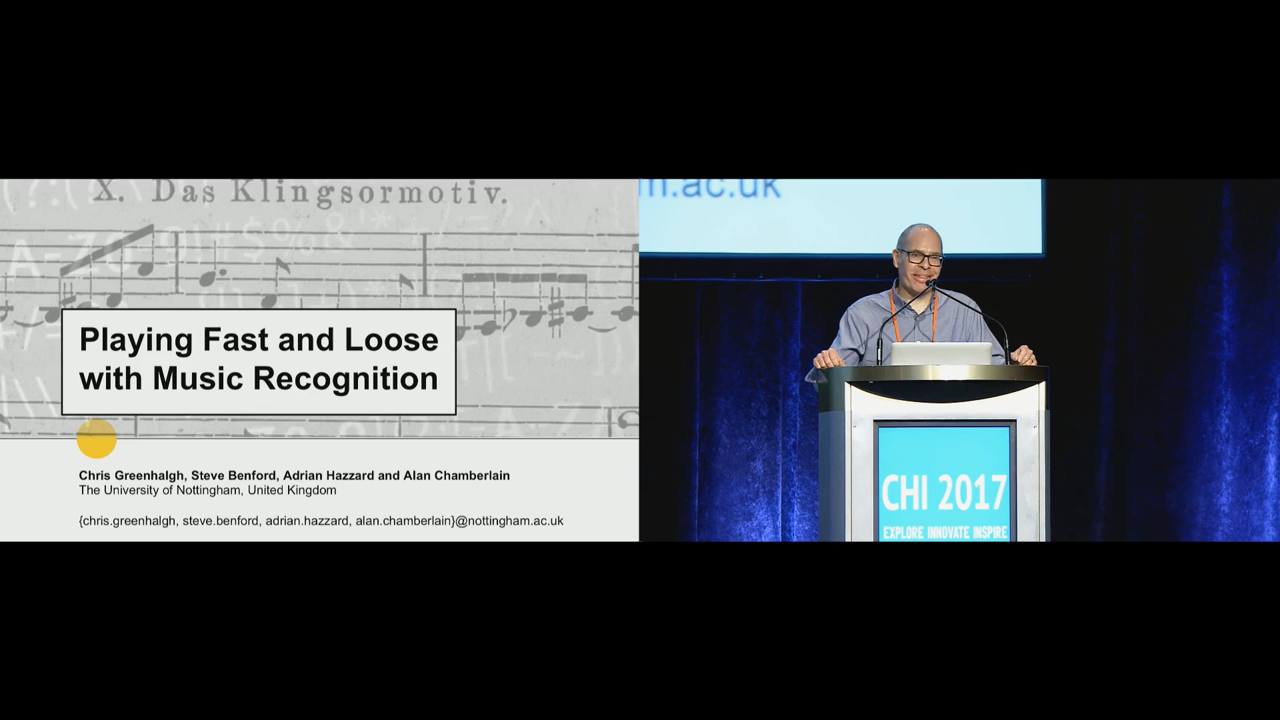 X. Das Klingsormotiv.
Playing Fast and Loose
with Music Recognition
Chris Greenhalgh, Steve Benford, Adrian Hazzard and Alan Chamberlain
The University of Nottingham, United Kingdom
{chris.greenhalgh, steve.benford, adrian.hazzard, alan.chamberlain}@nottingham.ac.uk
m.ac.uk
CHI 2017
EXPLORE INNOVATE INSPIRE